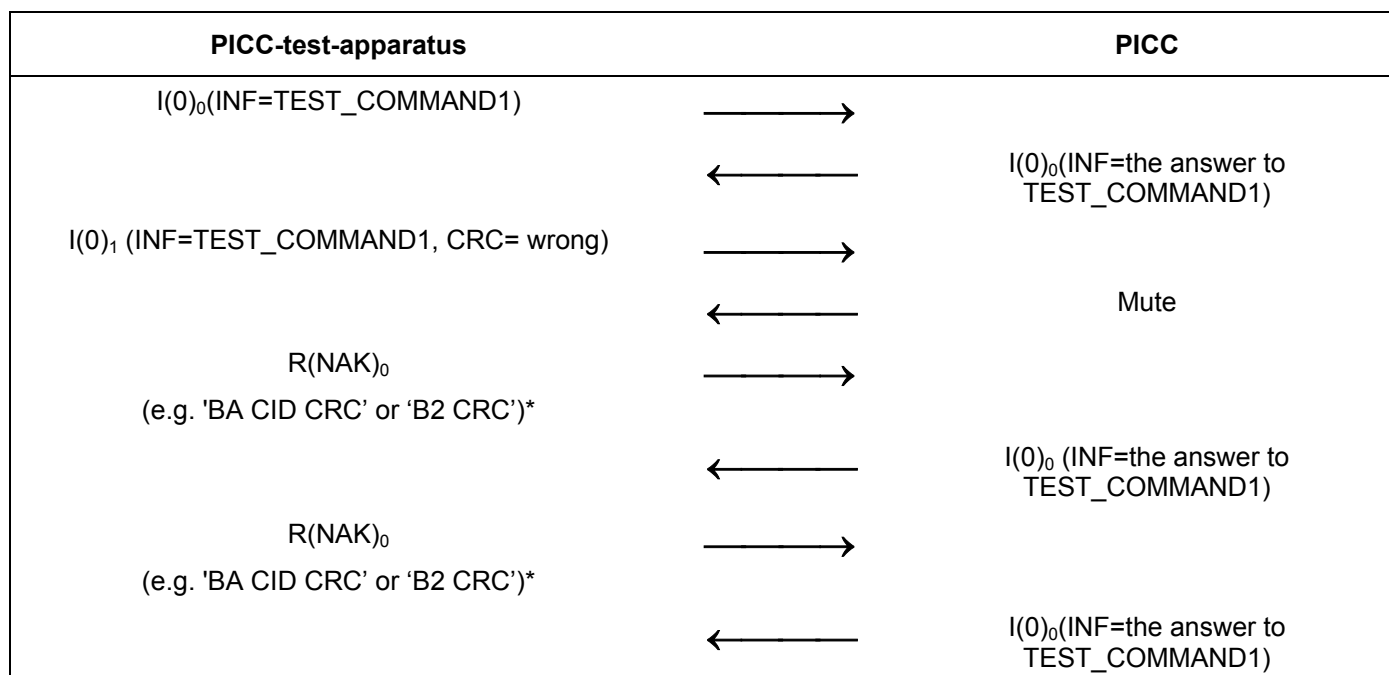 PICC-test-apparatus PICC
I(0)₀(INF=TEST_COMMAND1)
I(0)₀(INF=the answer to
TEST_COMMAND1)
I(0)₁ (INF=TEST_COMMAND1, CRC= wrong)
Mute
R(NAK)₀
(e.g. 'BA CID CRC' or ‘B2 CRC’)*
I(0)₀ (INF=the answer to
TEST_COMMAND1)
R(NAK)₀
(e.g. 'BA CID CRC' or ‘B2 CRC’)*
I(0)₀(INF=the answer to
TEST_COMMAND1)